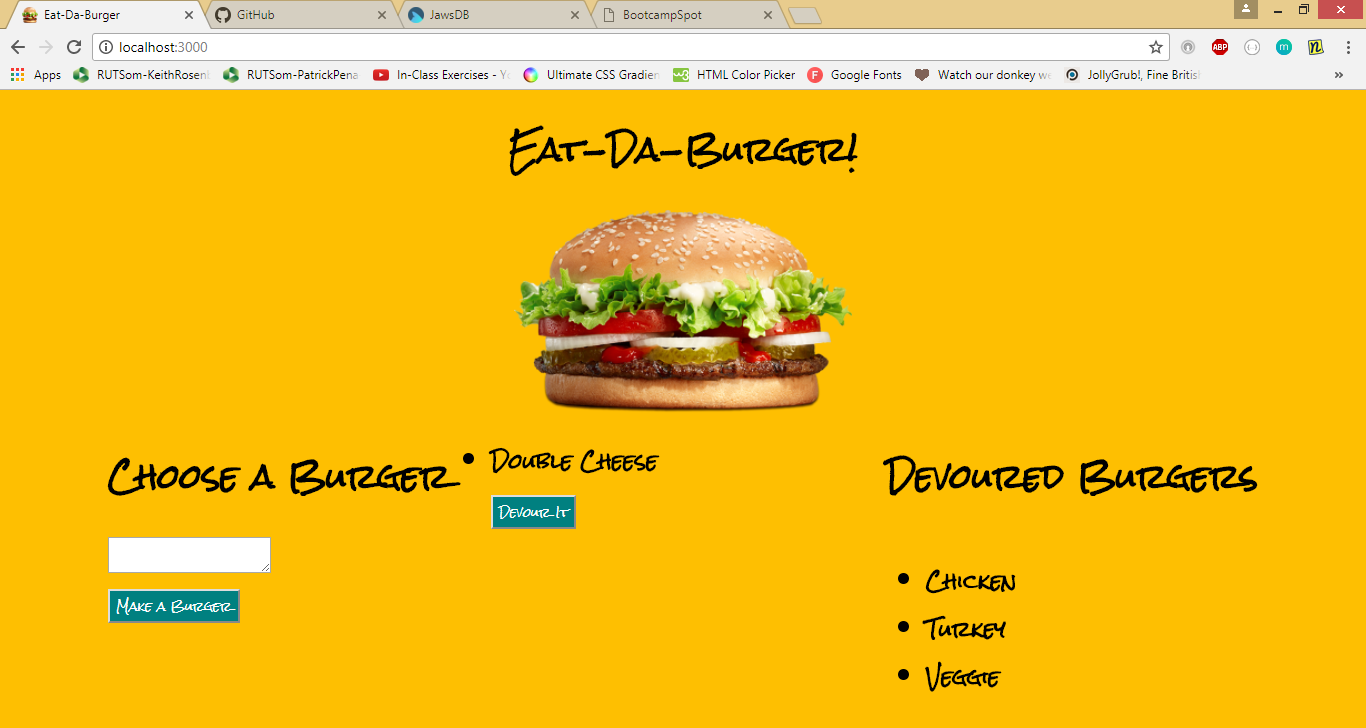 Eat-Da-Burger
GitHub
JawsDB
BootcampSpot
localhost:3000
ABP
m
Apps
RUTSom-KeithRosen
RUTSom-PatrickPena
In-Class Exercises - Y
Ultimate CSS Gradien
HTML Color Picker
Google Fonts
Watch our donkey we
JollyGrub!, Fine Britis
Eat-Da-Burger!
Choose a Burger
Make a Burger
Double Cheese
Devour It
Devoured Burgers
Chicken
Turkey
Veggie